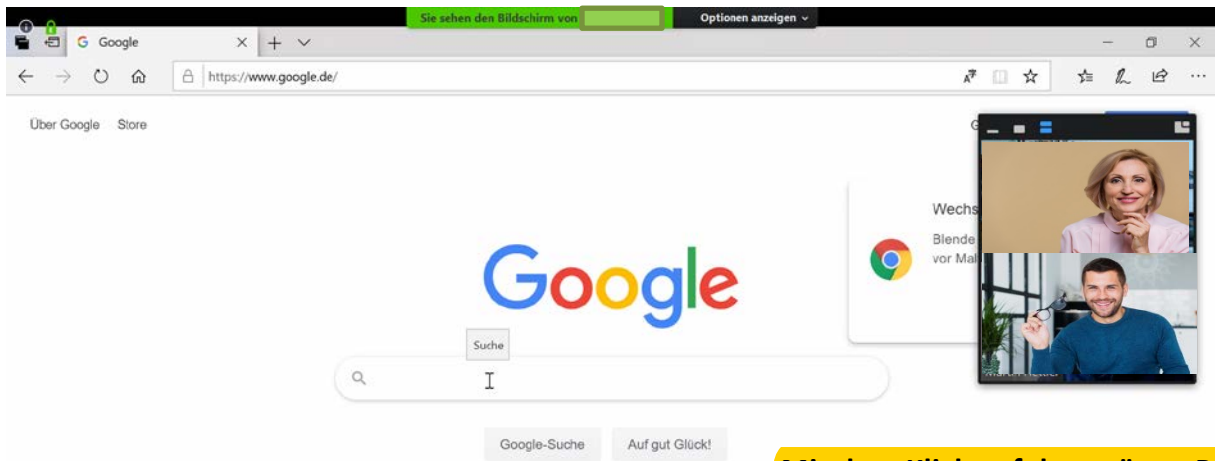 Sie sehen den Bildschirm von
Optionen anzeigen
Google
https://www.google.de/
Über Google Store
Wechs
Blende
vor Mal
Google
Suche
Google-Suche
Auf gut Glück!